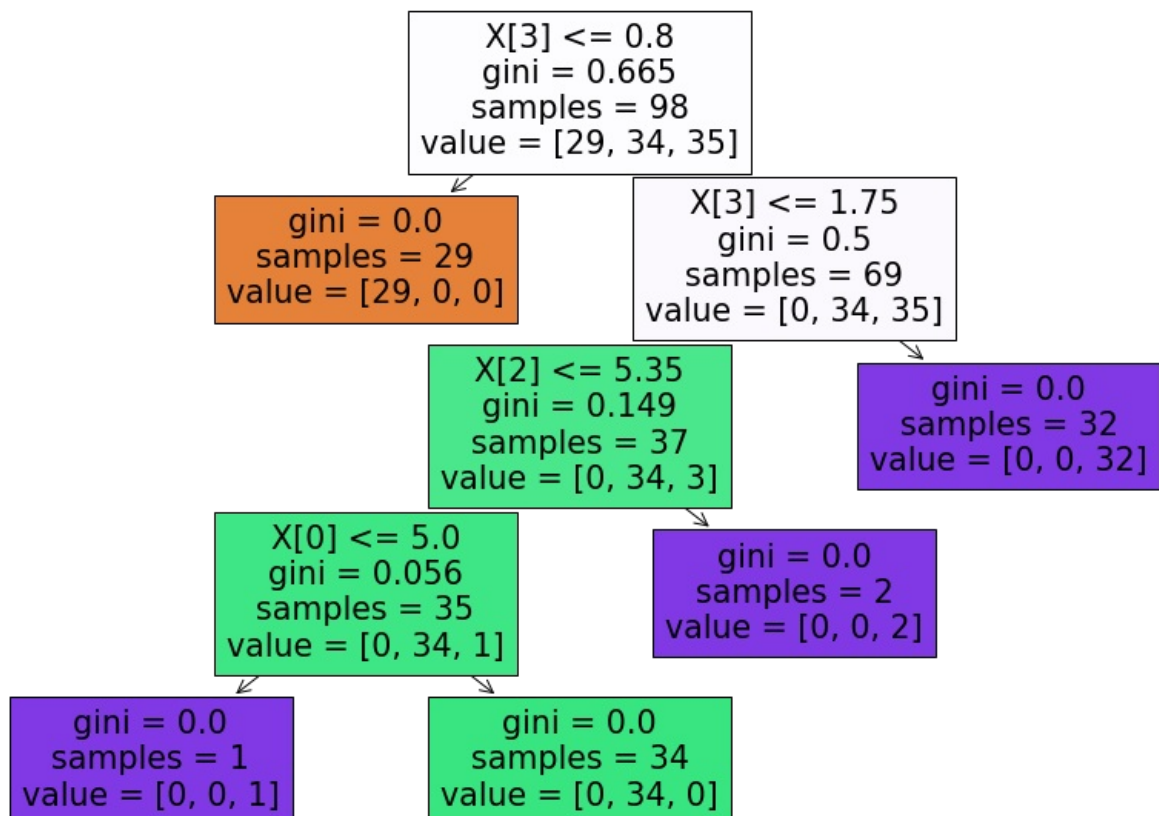 X[3] <= 0.8
gini = 0.665
samples = 98
value = [29, 34, 35]
gini = 0.0
samples = 29
value = [29, 0, 0]
X[3] <= 1.75
gini = 0.5
samples = 69
value = [0, 34, 35]
X[2] <= 5.35
gini = 0.149
samples = 37
value = [0, 34, 3]
gini = 0.0
samples = 32
value = [0, 0, 32]
X[0] <= 5.0
gini = 0.056
samples = 35
value = [0, 34, 1]
gini = 0.0
samples = 2
value = [0, 0, 2]
gini = 0.0
samples = 1
value = [0, 0, 1]
gini = 0.0
samples = 34
value = [0, 34, 0]